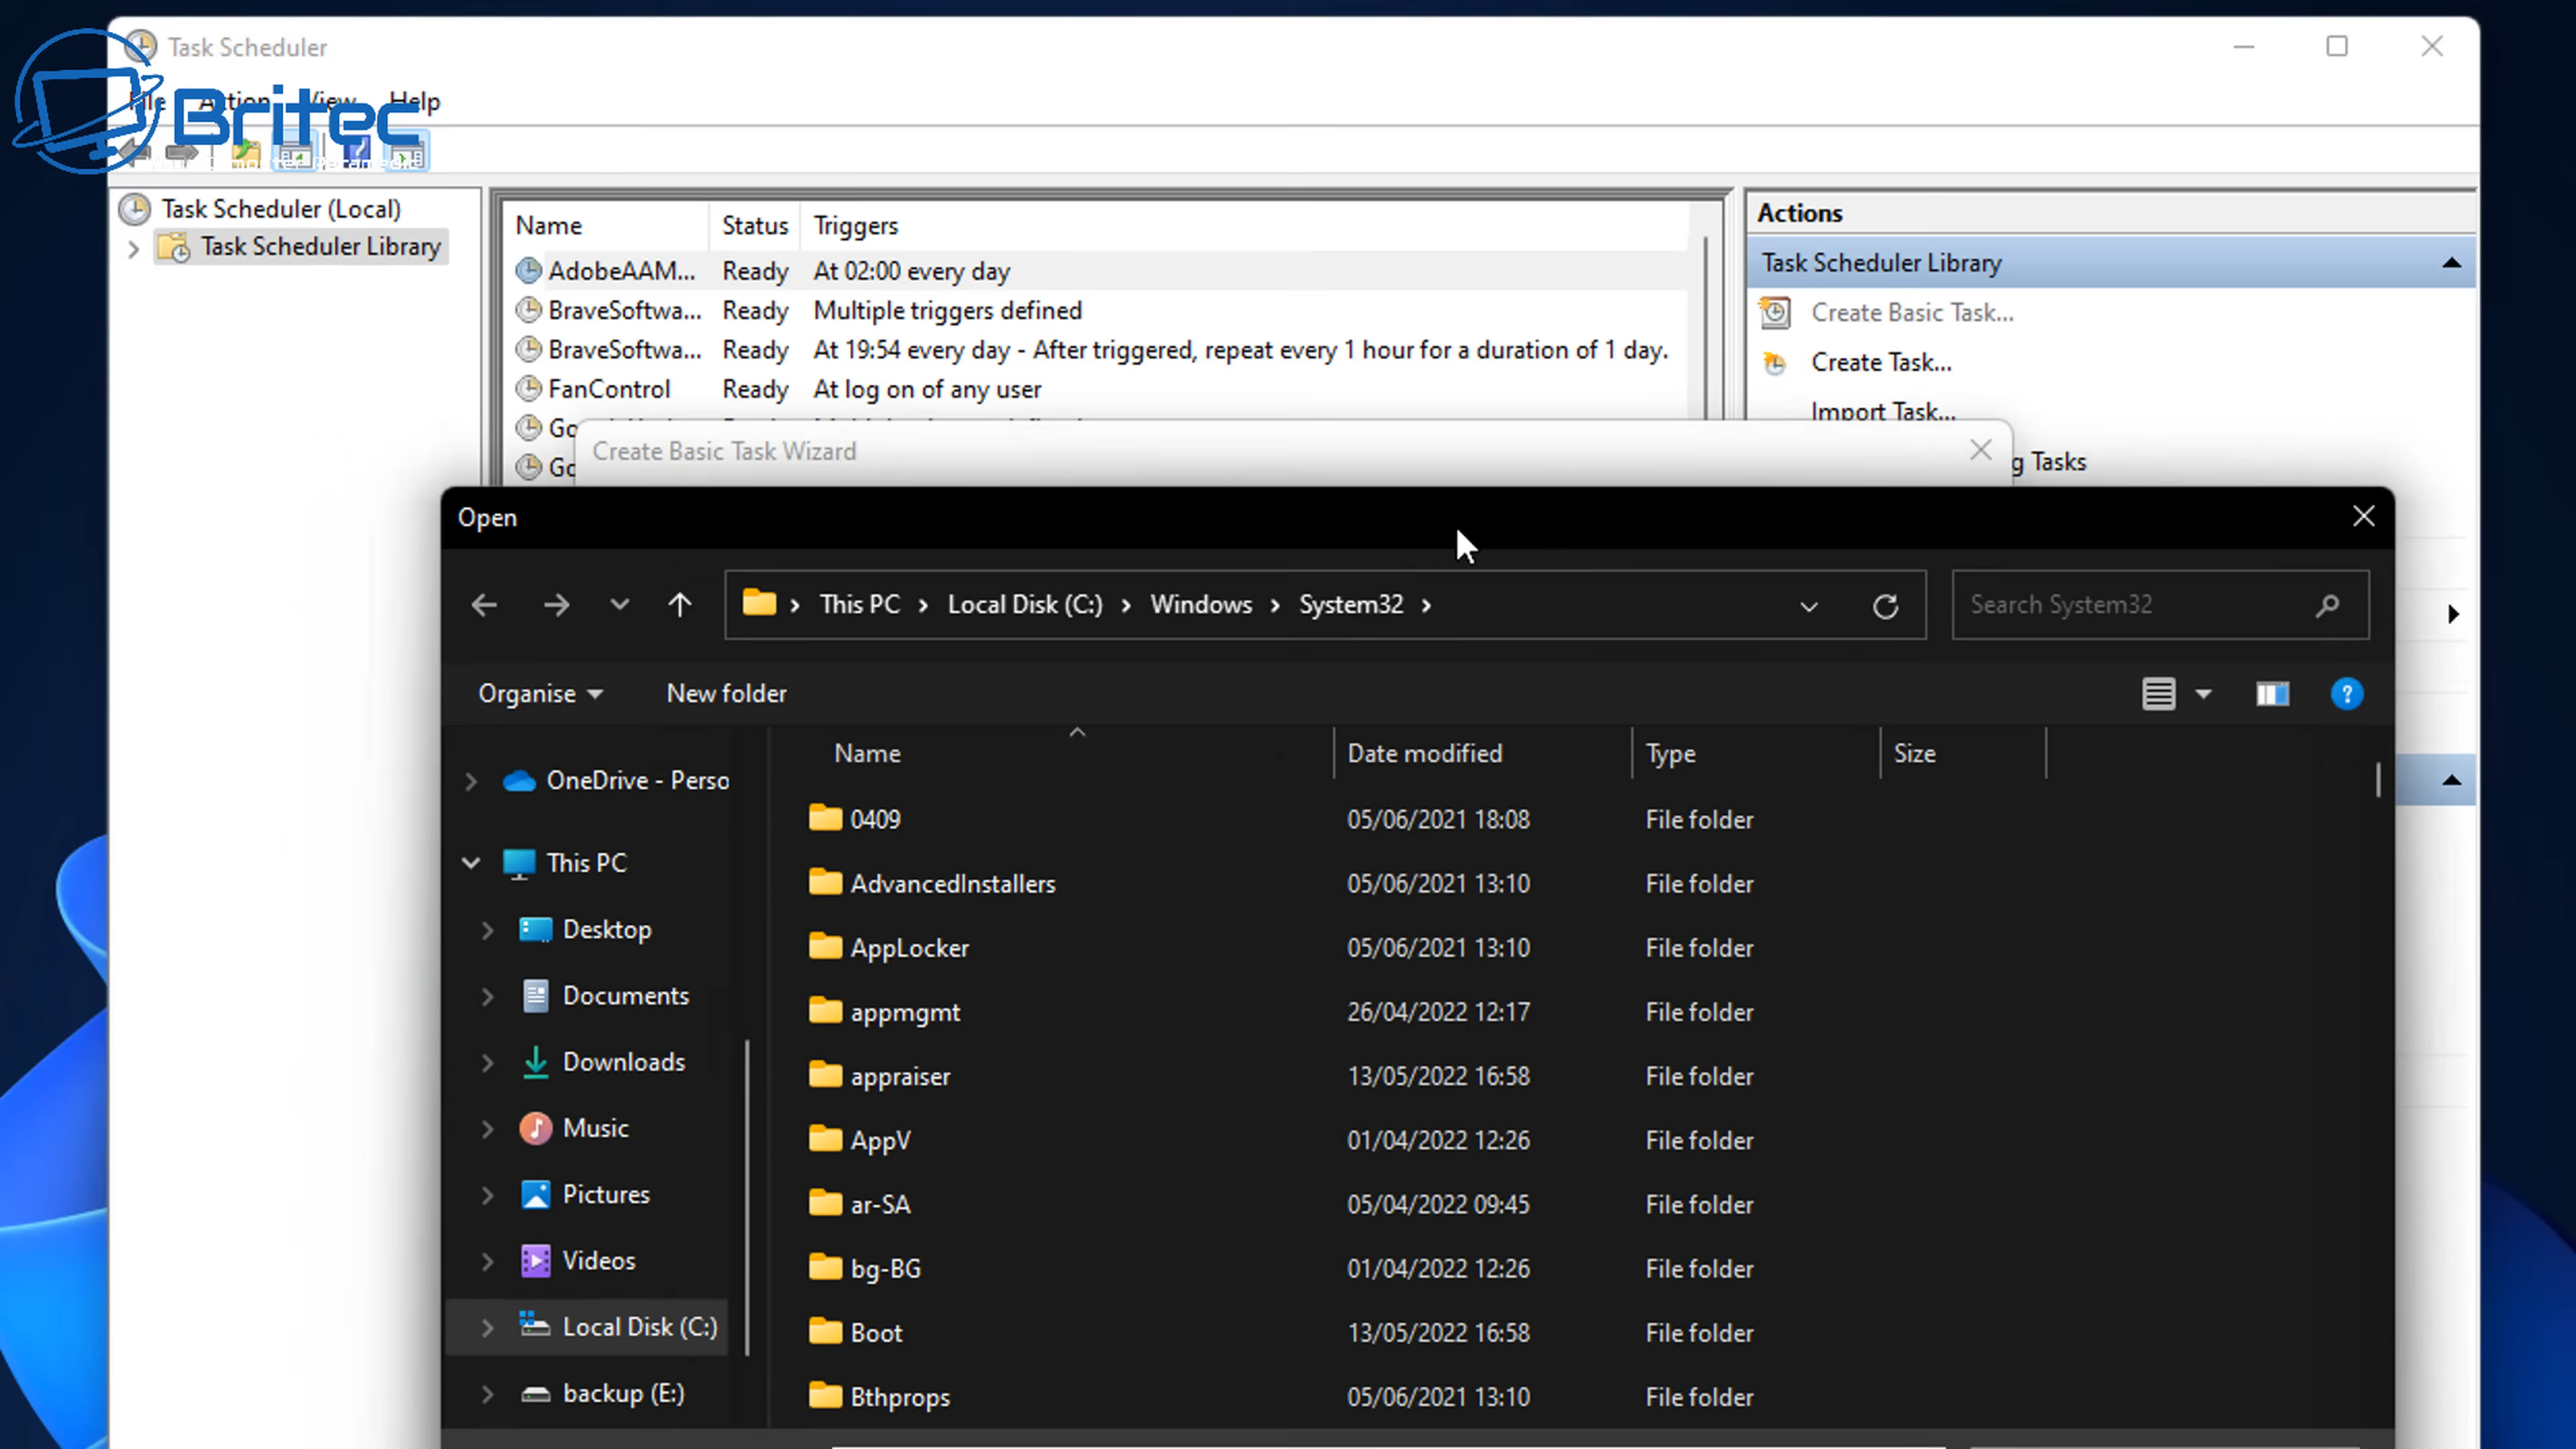 Task Scheduler
File Action View Help
Britec
Task Scheduler (Local)
Task Scheduler Library
Name Status Triggers
AdobeAAM... Ready At 02:00 every day
BraveSoftwa... Ready Multiple triggers defined
BraveSoftwa... Ready At 19:54 every day - After triggered, repeat every 1 hour for a duration of 1 day.
FanControl Ready At log on of any user
Actions
Task Scheduler Library
Create Basic Task...
Create Task...
Import Task...
g Tasks
Create Basic Task Wizard
Open
This PC Local Disk (C:) Windows System32
Search System32
Organise New folder
OneDrive - Perso
This PC
Desktop
Documents
Downloads
Music
Pictures
Videos
Local Disk (C:)
backup (E:)
Name Date modified Type Size
0409 05/06/2021 18:08 File folder
AdvancedInstallers 05/06/2021 13:10 File folder
AppLocker 05/06/2021 13:10 File folder
appmgmt 26/04/2022 12:17 File folder
appraiser 13/05/2022 16:58 File folder
AppV 01/04/2022 12:26 File folder
ar-SA 05/04/2022 09:45 File folder
bg-BG 01/04/2022 12:26 File folder
Boot 13/05/2022 16:58 File folder
Bthprops 05/06/2021 13:10 File folder